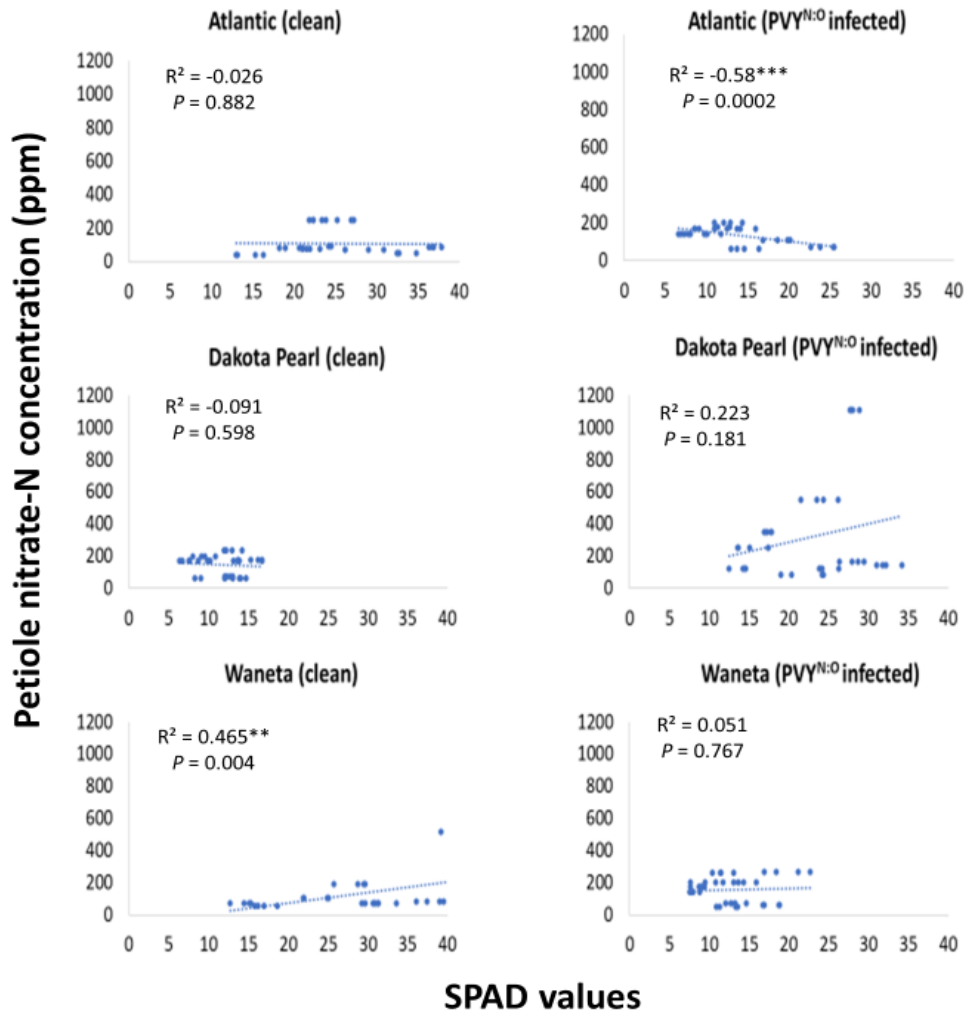 Petiole nitrate-N concentration (ppm)
Atlantic (clean)
R² = -0.026
P = 0.882
1200
1000
800
600
400
200
0
0 5 10 15 20 25 30 35 40
Atlantic (PVYᴺ:ᴼ infected)
R² = -0.58***
P = 0.0002
1200
1000
800
600
400
200
0
0 5 10 15 20 25 30 35 40
Dakota Pearl (clean)
R² = -0.091
P = 0.598
1200
1000
800
600
400
200
0
0 5 10 15 20 25 30 35 40
Dakota Pearl (PVYᴺ:ᴼ infected)
R² = 0.223
P = 0.181
1200
1000
800
600
400
200
0
0 5 10 15 20 25 30 35 40
Waneta (clean)
R² = 0.465**
P = 0.004
1200
1000
800
600
400
200
0
0 5 10 15 20 25 30 35 40
Waneta (PVYᴺ:ᴼ infected)
R² = 0.051
P = 0.767
1200
1000
800
600
400
200
0
0 5 10 15 20 25 30 35 40
SPAD values